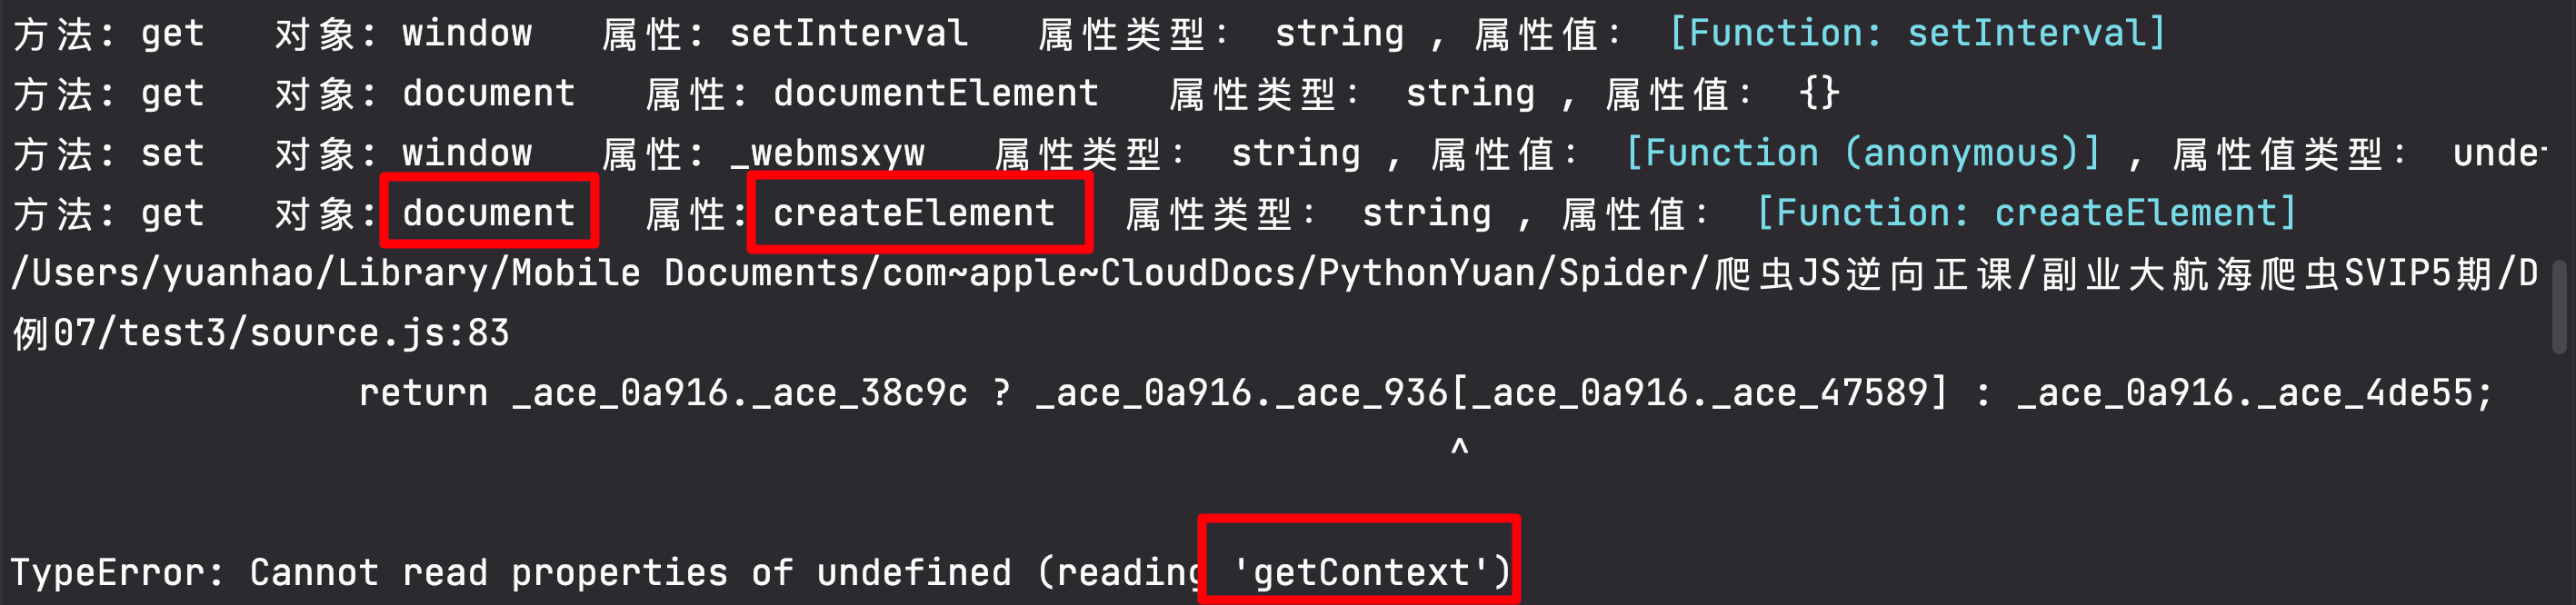 方法: get 对象: window 属性: setInterval 属性类型: string , 属性值: [Function: setInterval]
方法: get 对象: document 属性: documentElement 属性类型: string , 属性值: {}
方法: set 对象: window 属性: _webmsxyw 属性类型: string , 属性值: [Function (anonymous)] , 属性值类型: unde
方法: get 对象: document 属性: createElement 属性类型: string , 属性值: [Function: createElement]
/Users/yuanhao/Library/Mobile Documents/com~apple~CloudDocs/PythonYuan/Spider/爬虫JS逆向正课/副业大航海爬虫SVIP5期/D
例07/test3/source.js:83
return _ace_0a916._ace_38c9c ? _ace_0a916._ace_936[_ace_0a916._ace_47589] : _ace_0a916._ace_4de55;
^
TypeError: Cannot read properties of undefined (reading 'getContext')